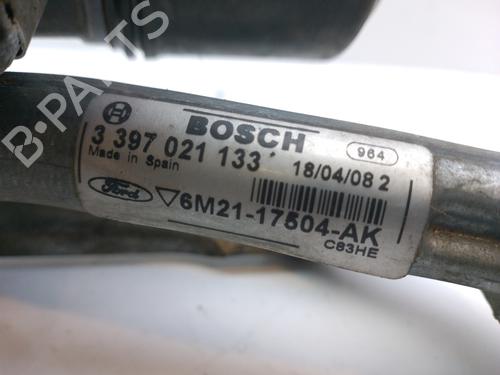 BOSCH
964
3 397 021 133
18/04/08 2
Made in Spain
Ford
6M21-17504-AK
C83HE
B-PARTS